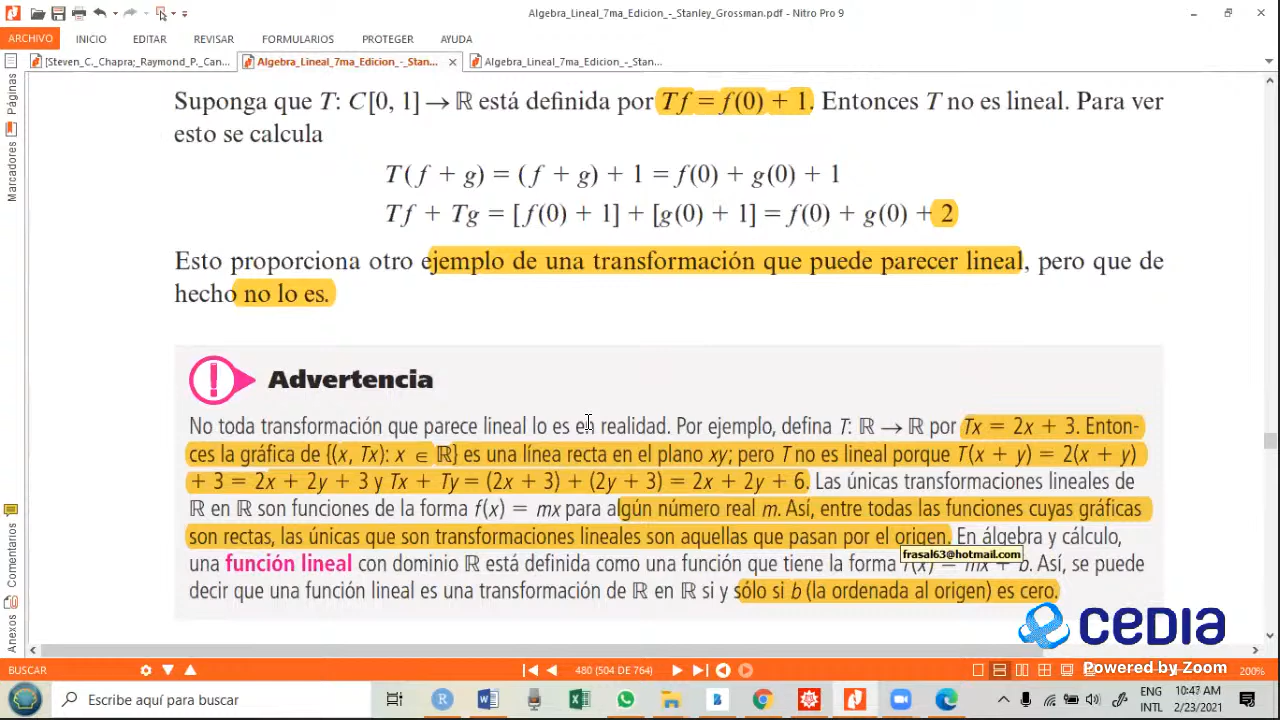 Algebra_Lineal_7ma_Edicion_-_Stanley_Grossman.pdf - Nitro Pro 9
ARCHIVO INICIO EDITAR REVISAR FORMULARIOS PROTEGER AYUDA
[Steven_C._Chapra;_Raymond_P._Can... Algebra_Lineal_7ma_Edicion_-_Stan... Algebra_Lineal_7ma_Edicion_-_Stan...
Páginas
Marcadores
Comentarios
Anexos
Suponga que T: C[0, 1] → ℝ está definida por Tf = f(0) + 1. Entonces T no es lineal. Para ver
esto se calcula
T(f + g) = (f + g) + 1 = f(0) + g(0) + 1
Tf + Tg = [f(0) + 1] + [g(0) + 1] = f(0) + g(0) + 2
Esto proporciona otro ejemplo de una transformación que puede parecer lineal, pero que de
hecho no lo es.
Advertencia
No toda transformación que parece lineal lo es en realidad. Por ejemplo, defina T: ℝ → ℝ por Tx = 2x + 3. Enton-
ces la gráfica de {(x, Tx): x ∈ ℝ} es una línea recta en el plano xy; pero T no es lineal porque T(x + y) = 2(x + y)
+ 3 = 2x + 2y + 3 y Tx + Ty = (2x + 3) + (2y + 3) = 2x + 2y + 6. Las únicas transformaciones lineales de
ℝ en ℝ son funciones de la forma f(x) = mx para algún número real m. Así, entre todas las funciones cuyas gráficas
son rectas, las únicas que son transformaciones lineales son aquellas que pasan por el origen. En álgebra y cálculo,
frasal63@hotmail.com
una función lineal con dominio ℝ está definida como una función que tiene la forma f(x) = mx + b. Así, se puede
decir que una función lineal es una transformación de ℝ en ℝ si y sólo si b (la ordenada al origen) es cero.
cedia
Powered by Zoom
BUSCAR 480 (504 DE 764) 200%
Escribe aquí para buscar
ENG 10:47 AM
INTL 2/23/2021